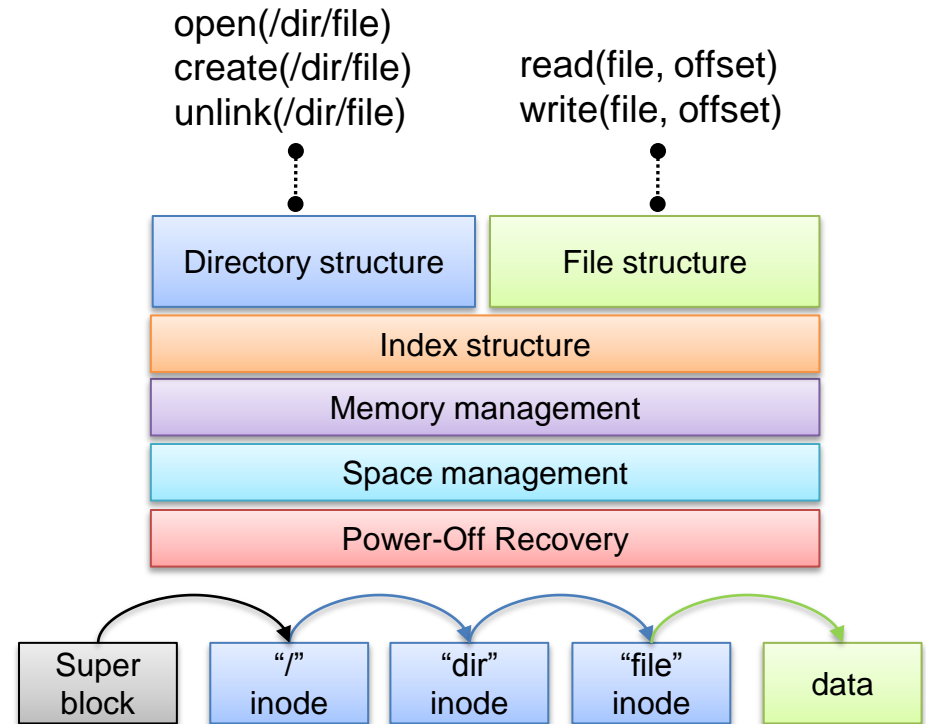 open(/dir/file)
create(/dir/file)
unlink(/dir/file)
read(file, offset)
write(file, offset)
Directory structure
File structure
Index structure
Memory management
Space management
Power-Off Recovery
Super
block
“/”
inode
“dir”
inode
“file”
inode
data